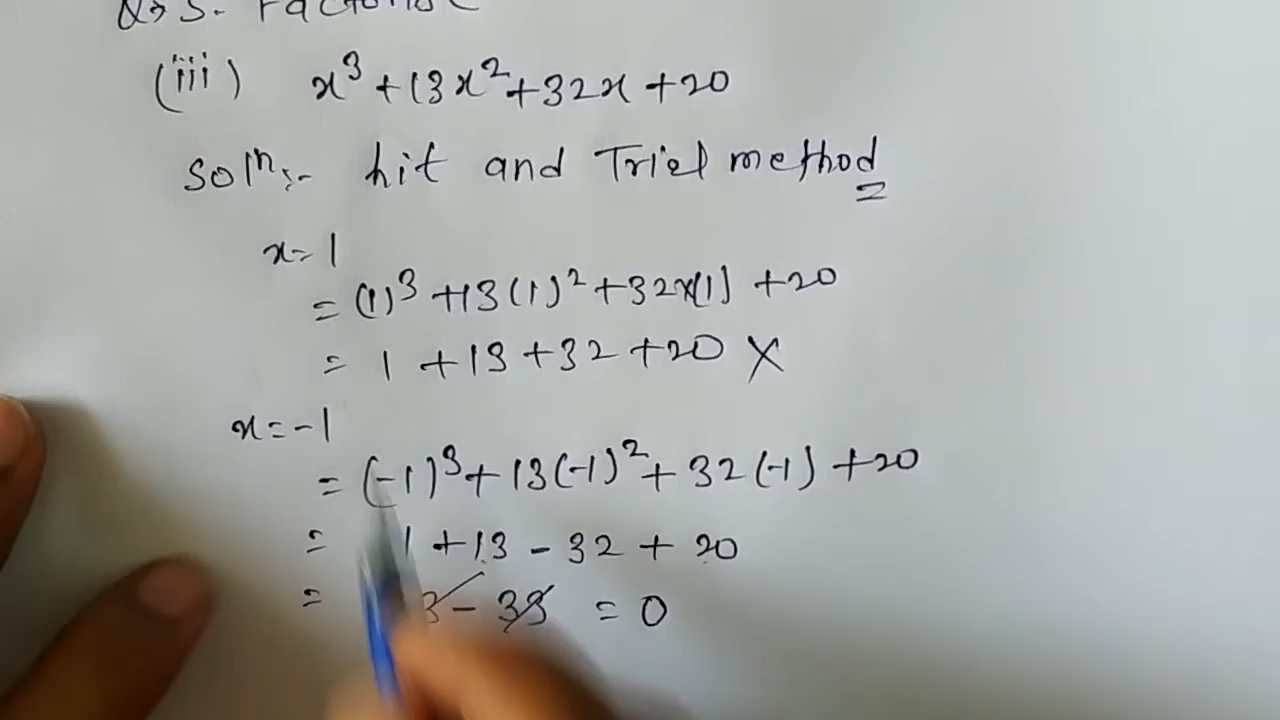 (iii) x³ + 13x² + 32x + 20
Solⁿ:- hit and Triel method
x = 1
= (1)³ + 13(1)² + 32×(1) + 20
= 1 + 13 + 32 + 20 ×
x = -1
= (-1)³ + 13(-1)² + 32(-1) + 20
= 1 + 13 - 32 + 20
= 3 - 33 = 0